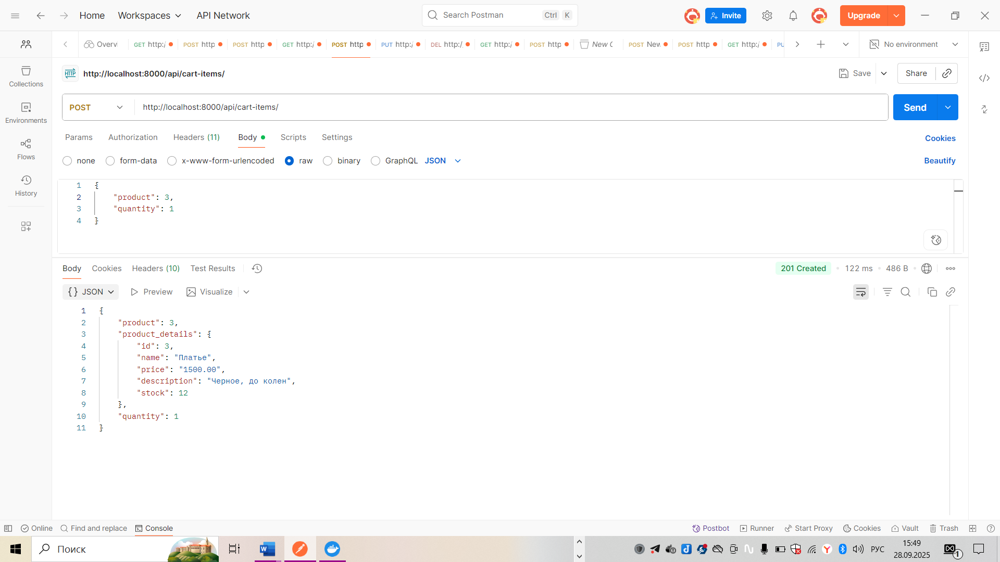 Home Workspaces API Network Search Postman Ctrl K Invite Upgrade
Overv GET http:/ POST http POST http GET http:/ POST http PUT http:/ DEL http:/ GET http:/ POST http New C POST New POST http GET http:/ PU No environment
HTTP http://localhost:8000/api/cart-items/ Save Share
Collections
Environments
Flows
History
POST http://localhost:8000/api/cart-items/ Send
Params Authorization Headers (11) Body Scripts Settings Cookies
none form-data x-www-form-urlencoded raw binary GraphQL JSON Beautify
1 {
2 "product": 3,
3 "quantity": 1
4 }
Body Cookies Headers (10) Test Results 201 Created 122 ms 486 B
{} JSON Preview Visualize
1 {
2 "product": 3,
3 "product_details": {
4 "id": 3,
5 "name": "Платье",
6 "price": "1500.00",
7 "description": "Черное, до колен",
8 "stock": 12
9 },
10 "quantity": 1
11 }
Online Find and replace Console Postbot Runner Start Proxy Cookies Vault Trash
Поиск РУС 15:49
28.09.2025 1